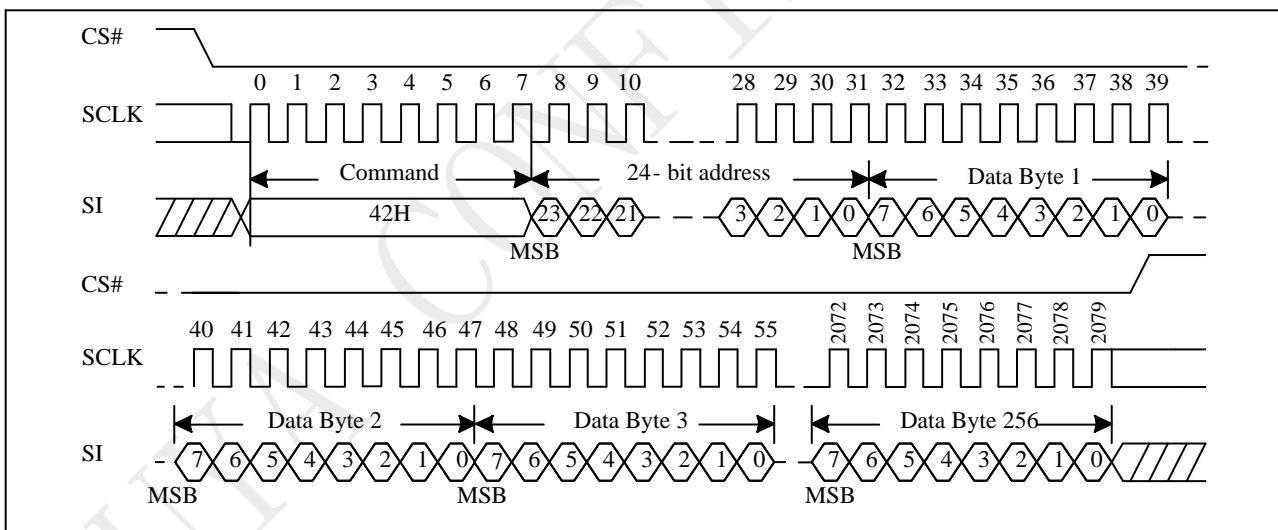 CS#
0 1 2 3 4 5 6 7 8 9 10 28 29 30 31 32 33 34 35 36 37 38 39
SCLK
Command 24- bit address Data Byte 1
SI 42H 23 22 21 3 2 1 0 7 6 5 4 3 2 1 0
MSB MSB
CS#
40 41 42 43 44 45 46 47 48 49 50 51 52 53 54 55 2072 2073 2074 2075 2076 2077 2078 2079
SCLK
Data Byte 2 Data Byte 3 Data Byte 256
SI 7 6 5 4 3 2 1 0 7 6 5 4 3 2 1 0 7 6 5 4 3 2 1 0
MSB MSB MSB